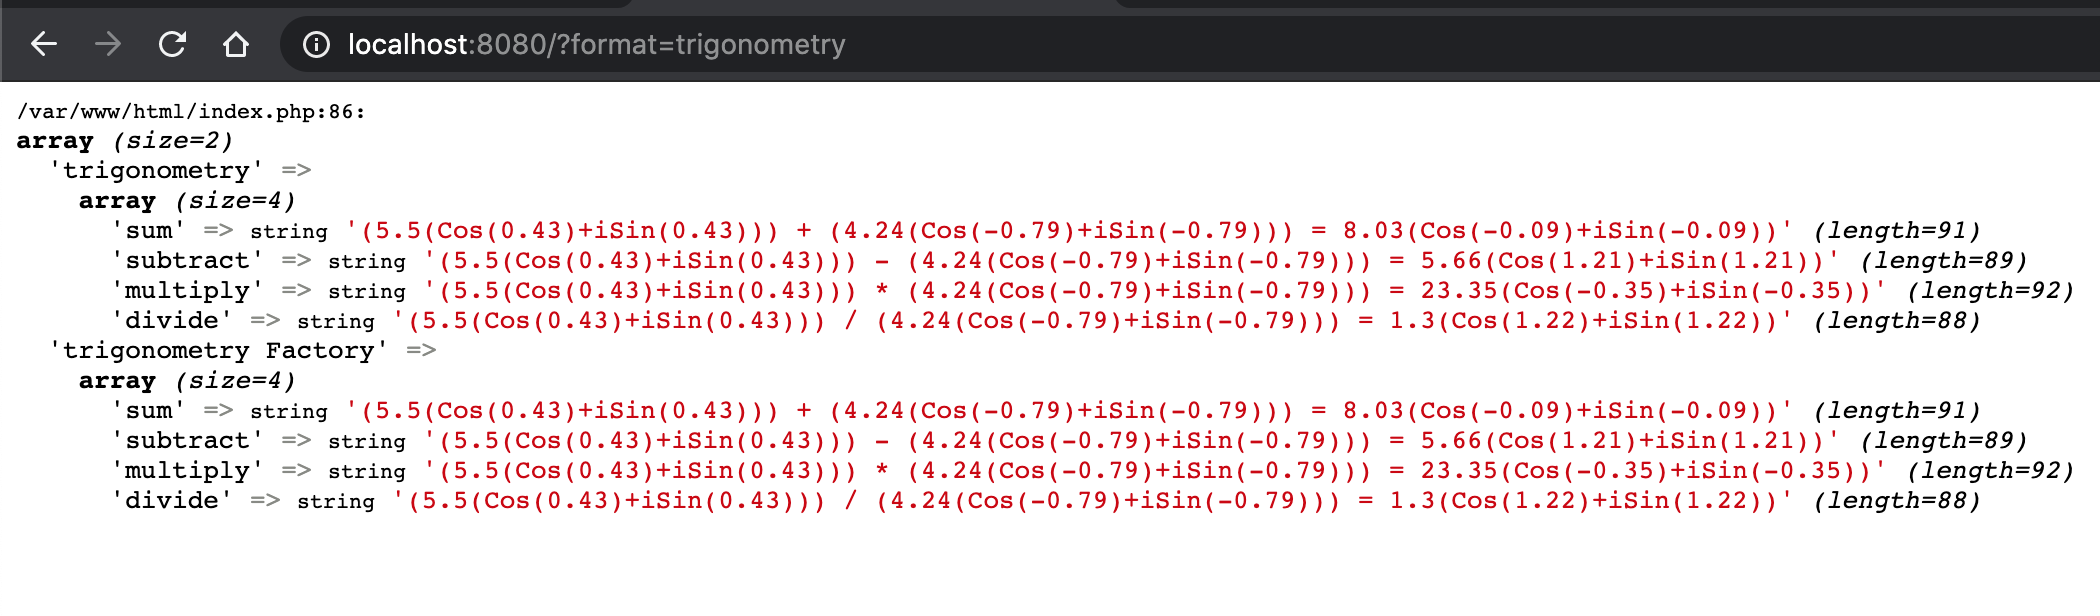 localhost:8080/?format=trigonometry
/var/www/html/index.php:86:
array (size=2)
'trigonometry' =>
array (size=4)
'sum' => string '(5.5(Cos(0.43)+iSin(0.43))) + (4.24(Cos(-0.79)+iSin(-0.79))) = 8.03(Cos(-0.09)+iSin(-0.09))' (length=91)
'subtract' => string '(5.5(Cos(0.43)+iSin(0.43))) - (4.24(Cos(-0.79)+iSin(-0.79))) = 5.66(Cos(1.21)+iSin(1.21))' (length=89)
'multiply' => string '(5.5(Cos(0.43)+iSin(0.43))) * (4.24(Cos(-0.79)+iSin(-0.79))) = 23.35(Cos(-0.35)+iSin(-0.35))' (length=92)
'divide' => string '(5.5(Cos(0.43)+iSin(0.43))) / (4.24(Cos(-0.79)+iSin(-0.79))) = 1.3(Cos(1.22)+iSin(1.22))' (length=88)
'trigonometry Factory' =>
array (size=4)
'sum' => string '(5.5(Cos(0.43)+iSin(0.43))) + (4.24(Cos(-0.79)+iSin(-0.79))) = 8.03(Cos(-0.09)+iSin(-0.09))' (length=91)
'subtract' => string '(5.5(Cos(0.43)+iSin(0.43))) - (4.24(Cos(-0.79)+iSin(-0.79))) = 5.66(Cos(1.21)+iSin(1.21))' (length=89)
'multiply' => string '(5.5(Cos(0.43)+iSin(0.43))) * (4.24(Cos(-0.79)+iSin(-0.79))) = 23.35(Cos(-0.35)+iSin(-0.35))' (length=92)
'divide' => string '(5.5(Cos(0.43)+iSin(0.43))) / (4.24(Cos(-0.79)+iSin(-0.79))) = 1.3(Cos(1.22)+iSin(1.22))' (length=88)